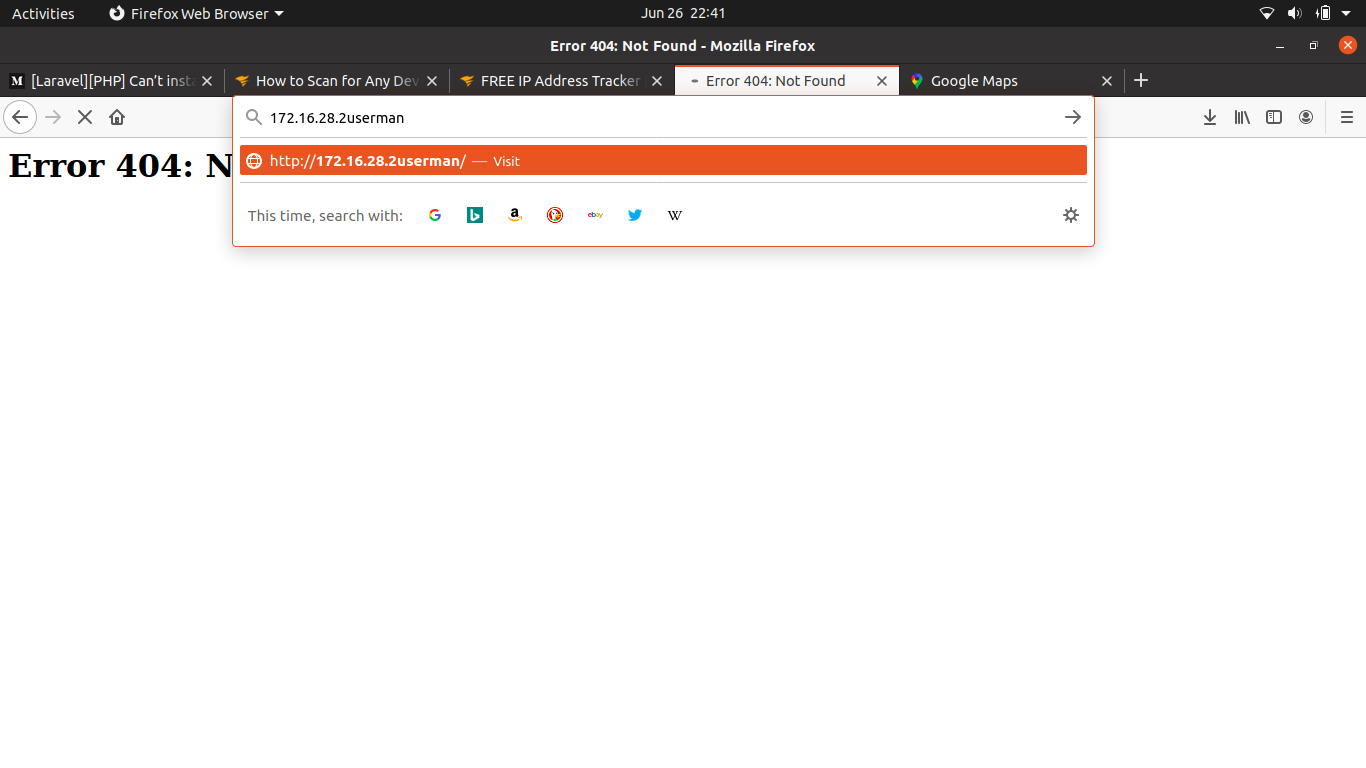 Activities Firefox Web Browser Jun 26 22:41
Error 404: Not Found - Mozilla Firefox
[Laravel][PHP] Can't inst How to Scan for Any Dev FREE IP Address Tracker Error 404: Not Found Google Maps
172.16.28.2userman
http://172.16.28.2userman/ — Visit
Error 404: N
This time, search with: